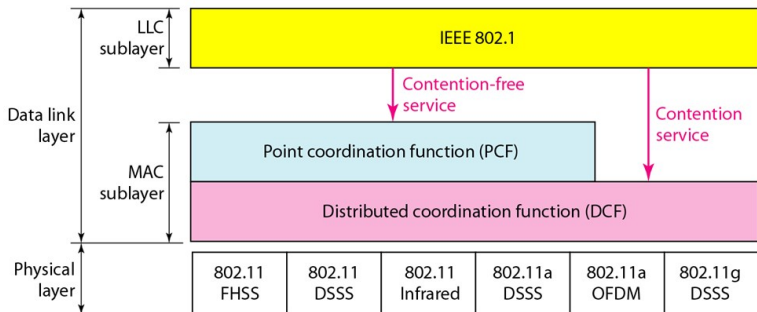 LLC
sublayer
IEEE 802.1
Contention-free
service
Contention
service
Data link
layer
MAC
sublayer
Point coordination function (PCF)
Distributed coordination function (DCF)
Physical
layer
802.11
FHSS
802.11
DSSS
802.11
Infrared
802.11a
DSSS
802.11a
OFDM
802.11g
DSSS